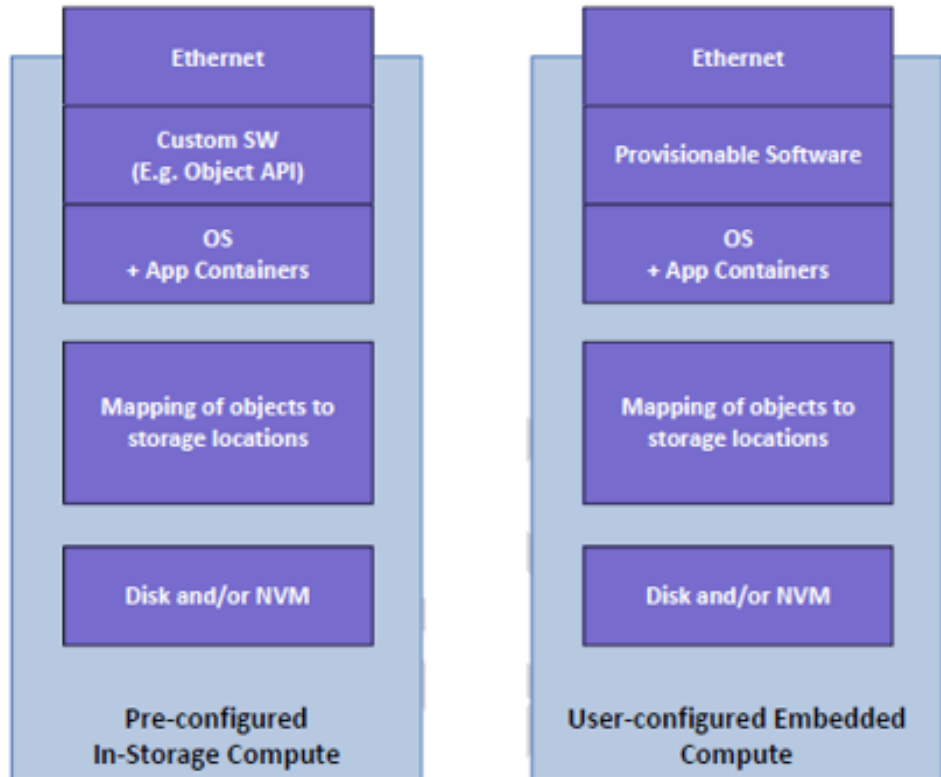 Ethernet
Custom SW
(E.g. Object API)
OS
+ App Containers
Mapping of objects to
storage locations
Disk and/or NVM
Pre-configured
In-Storage Compute
Ethernet
Provisionable Software
OS
+ App Containers
Mapping of objects to
storage locations
Disk and/or NVM
User-configured Embedded
Compute